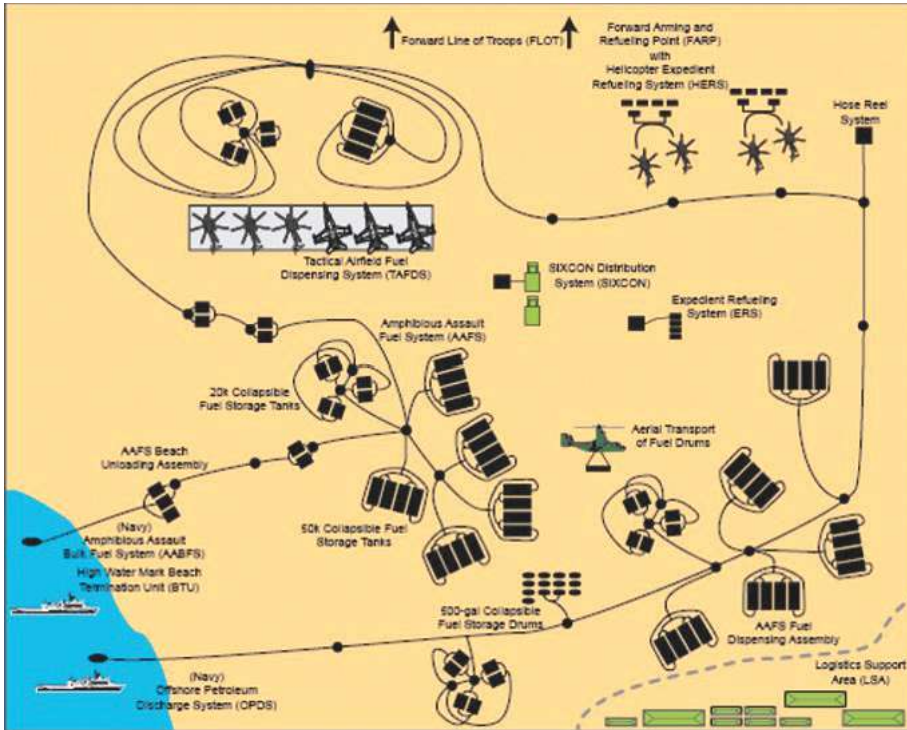 Forward Line of Troops (FLOT)
Forward Arming and
Refueling Point (FARP)
with
Helicopter Expedient
Refueling System (HERS)
Hose Reel
System
Tactical Airfield Fuel
Dispensing System (TAFDS)
SIXCON Distribution
System (SIXCON)
Expedient Refueling
System (ERS)
Amphibious Assault
Fuel System (AAFS)
20k Collapsible
Fuel Storage Tanks
Aerial Transport
of Fuel Drums
AAFS Beach
Unloading Assembly
50k Collapsible Fuel
Storage Tanks
(Navy)
Amphibious Assault
Bulk Fuel System (AABFS)
High Water Mark Beach
Termination Unit (BTU)
500-gal Collapsible
Fuel Storage Drums
AAFS Fuel
Dispensing Assembly
(Navy)
Offshore Petroleum
Discharge System (OPDS)
Logistics Support
Area (LSA)